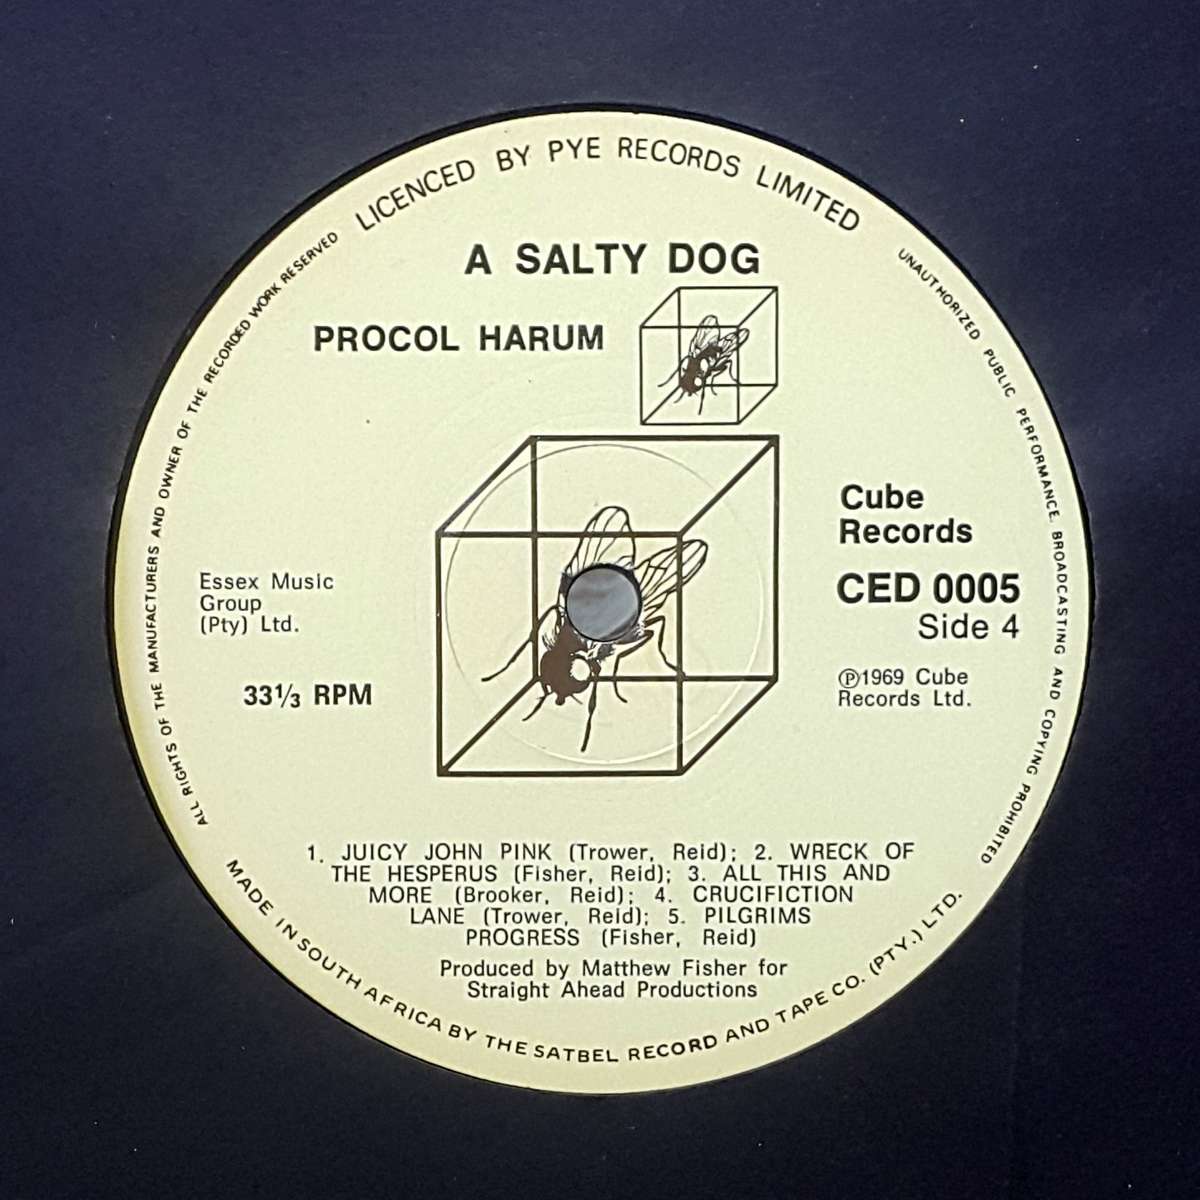 LICENCED BY PYE RECORDS LIMITED
ALL RIGHTS OF THE MANUFACTURERS AND OWNER OF THE RECORDED WORK RESERVED
UNAUTHORIZED PUBLIC PERFORMANCE, BROADCASTING AND COPYING PROHIBITED
A SALTY DOG
PROCOL HARUM
Cube
Records
CED 0005
Side 4
Essex Music
Group
(Pty) Ltd.
33⅓ RPM
Ⓟ1969 Cube
Records Ltd.
1. JUICY JOHN PINK (Trower, Reid); 2. WRECK OF
THE HESPERUS (Fisher, Reid); 3. ALL THIS AND
MORE (Brooker, Reid); 4. CRUCIFICTION
LANE (Trower, Reid); 5. PILGRIMS
PROGRESS (Fisher, Reid)
Produced by Matthew Fisher for
Straight Ahead Productions
MADE IN SOUTH AFRICA BY THE SATBEL RECORD AND TAPE CO. (PTY.) LTD.